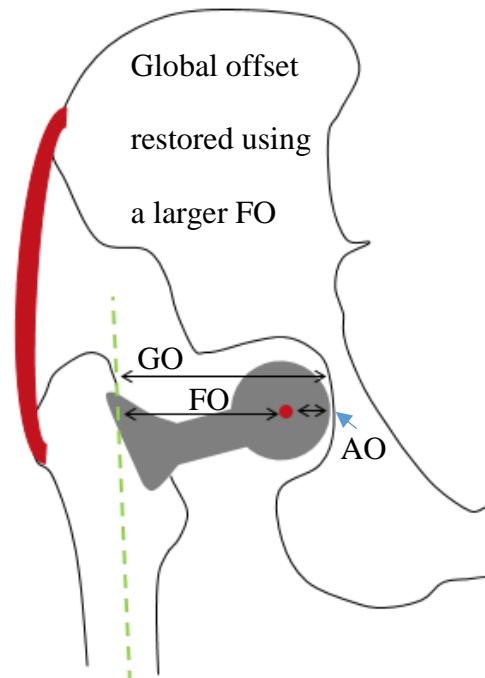 Global offset
restored using
a larger FO
GO
FO
AO